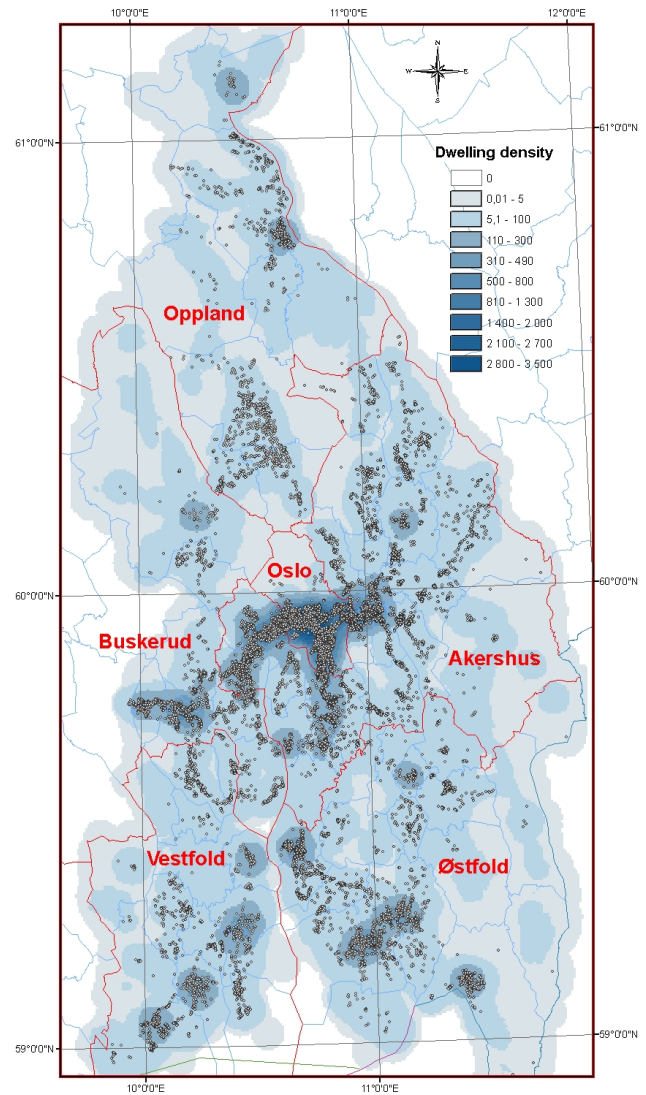 10°0'0"E 11°0'0"E 12°0'0"E
N
W E
S
61°0'0"N 61°0'0"N
Dwelling density
0
0,01 - 5
5,1 - 100
110 - 300
310 - 490
500 - 800
810 - 1 300
1 400 - 2 000
2 100 - 2 700
2 800 - 3 500
Oppland
Oslo
60°0'0"N 60°0'0"N
Buskerud
Akershus
Vestfold
Østfold
59°0'0"N 59°0'0"N
10°0'0"E 11°0'0"E